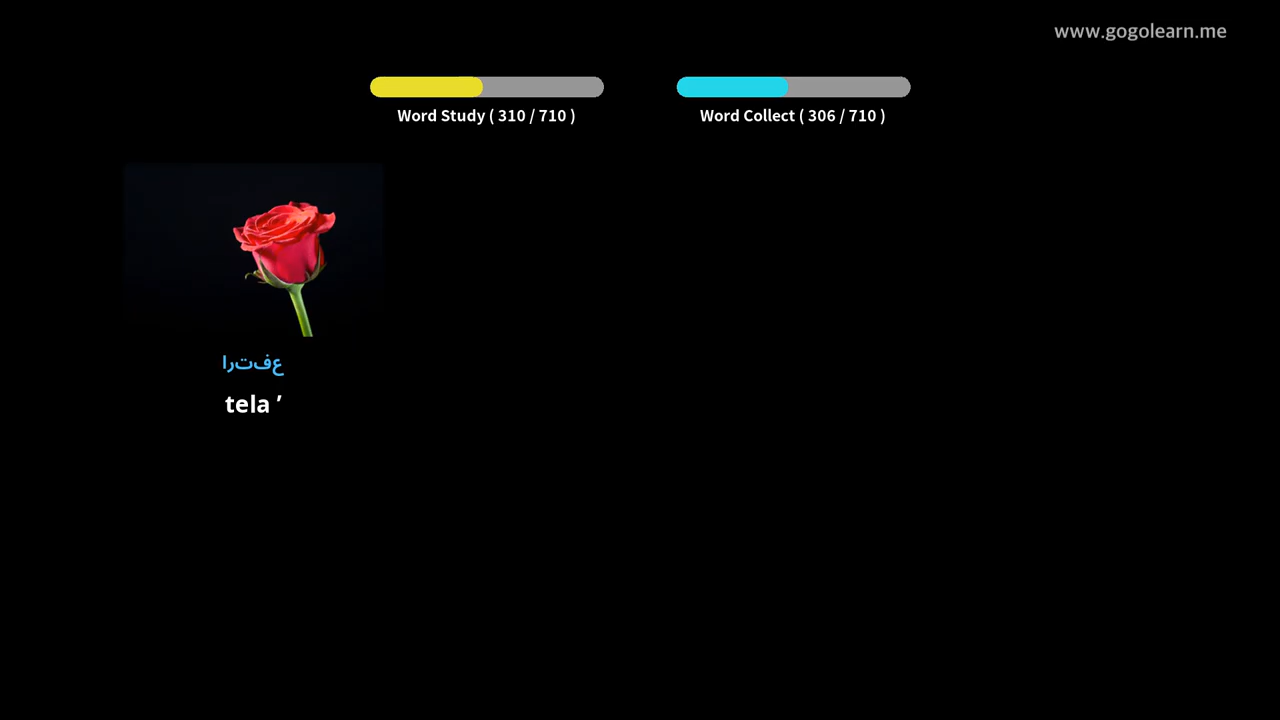 www.gogolearn.me
Word Study ( 310 / 710 )
Word Collect ( 306 / 710 )
ارتفع
tela ’